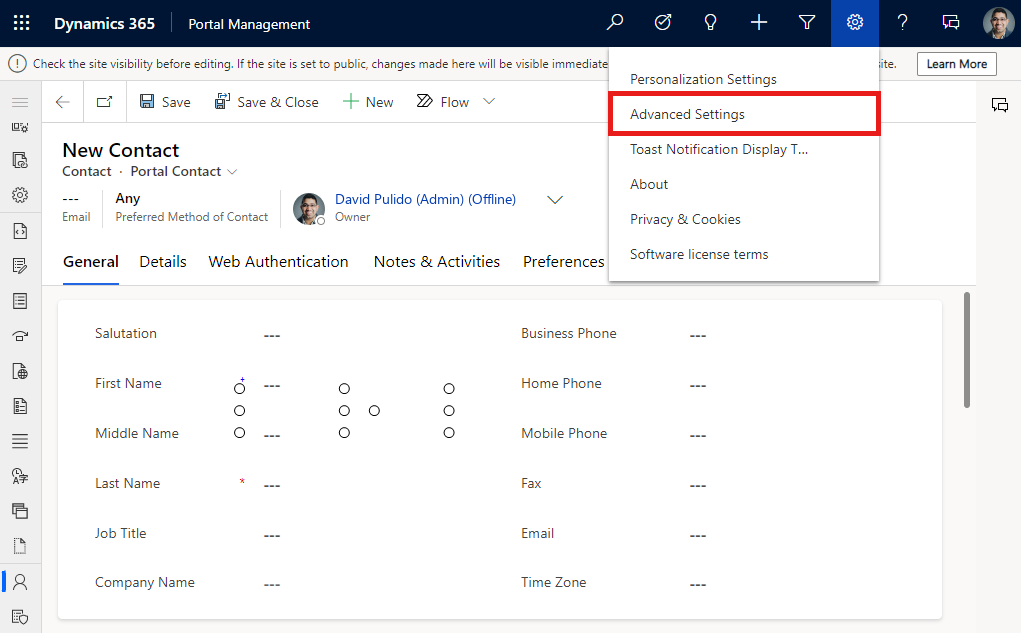 Dynamics 365
Portal Management
Check the site visibility before editing. If the site is set to public, changes made here will be visible immediate
site.
Learn More
Personalization Settings
Advanced Settings
Toast Notification Display T...
About
Privacy & Cookies
Software license terms
Save
Save & Close
New
Flow
New Contact
Contact · Portal Contact
---
Email
Any
Preferred Method of Contact
David Pulido (Admin) (Offline)
Owner
General
Details
Web Authentication
Notes & Activities
Preferences
Salutation ---
Business Phone ---
First Name + ---
Home Phone ---
Middle Name ---
Mobile Phone ---
Last Name * ---
Fax ---
Job Title ---
Email ---
Company Name ---
Time Zone ---